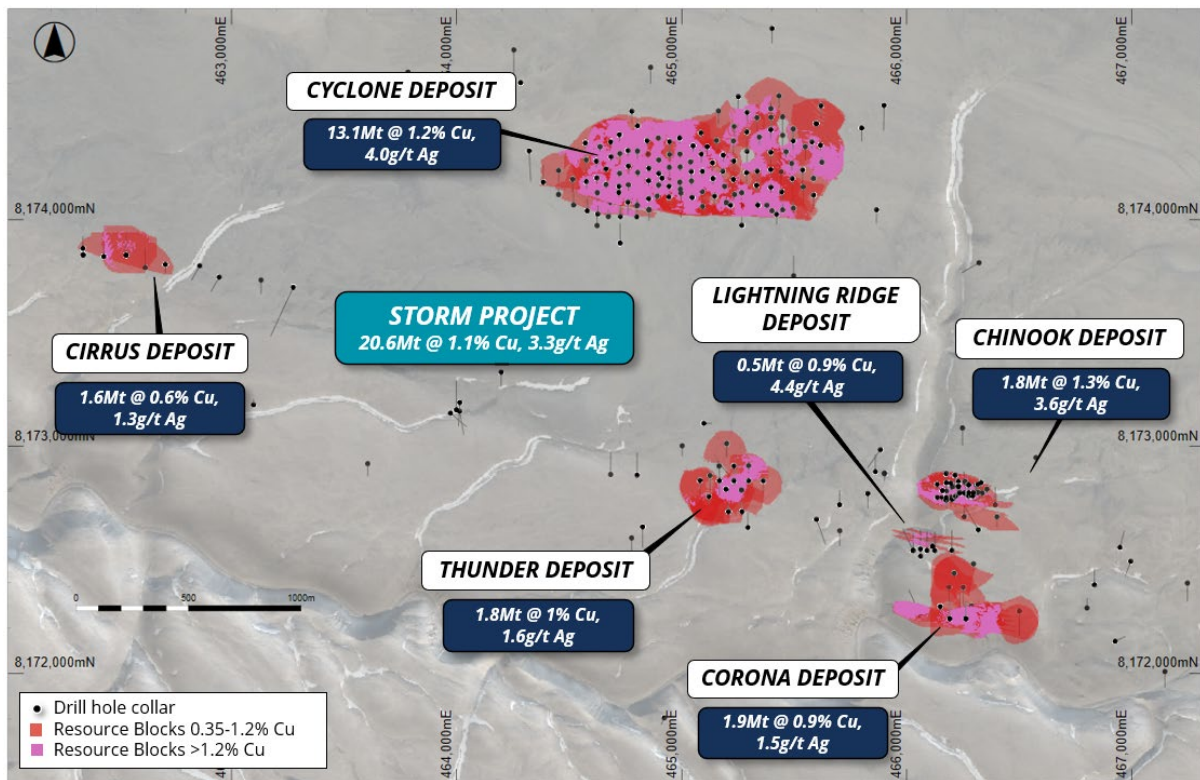 463,000mE
464,000mE
465,000mE
466,000mE
467,000mE
CYCLONE DEPOSIT
13.1Mt @ 1.2% Cu,
4.0g/t Ag
8,174,000mN
8,174,000mN
STORM PROJECT
20.6Mt @ 1.1% Cu, 3.3g/t Ag
LIGHTNING RIDGE
DEPOSIT
0.5Mt @ 0.9% Cu,
4.4g/t Ag
CHINOOK DEPOSIT
1.8Mt @ 1.3% Cu,
3.6g/t Ag
CIRRUS DEPOSIT
1.6Mt @ 0.6% Cu,
1.3g/t Ag
8,173,000mN
8,173,000mN
THUNDER DEPOSIT
1.8Mt @ 1% Cu,
1.6g/t Ag
0 500 1000m
8,172,000mN
8,172,000mN
CORONA DEPOSIT
1.9Mt @ 0.9% Cu,
1.5g/t Ag
Drill hole collar
Resource Blocks 0.35-1.2% Cu
Resource Blocks >1.2% Cu
463,000mE
464,000mE
465,000mE
466,000mE
467,000mE